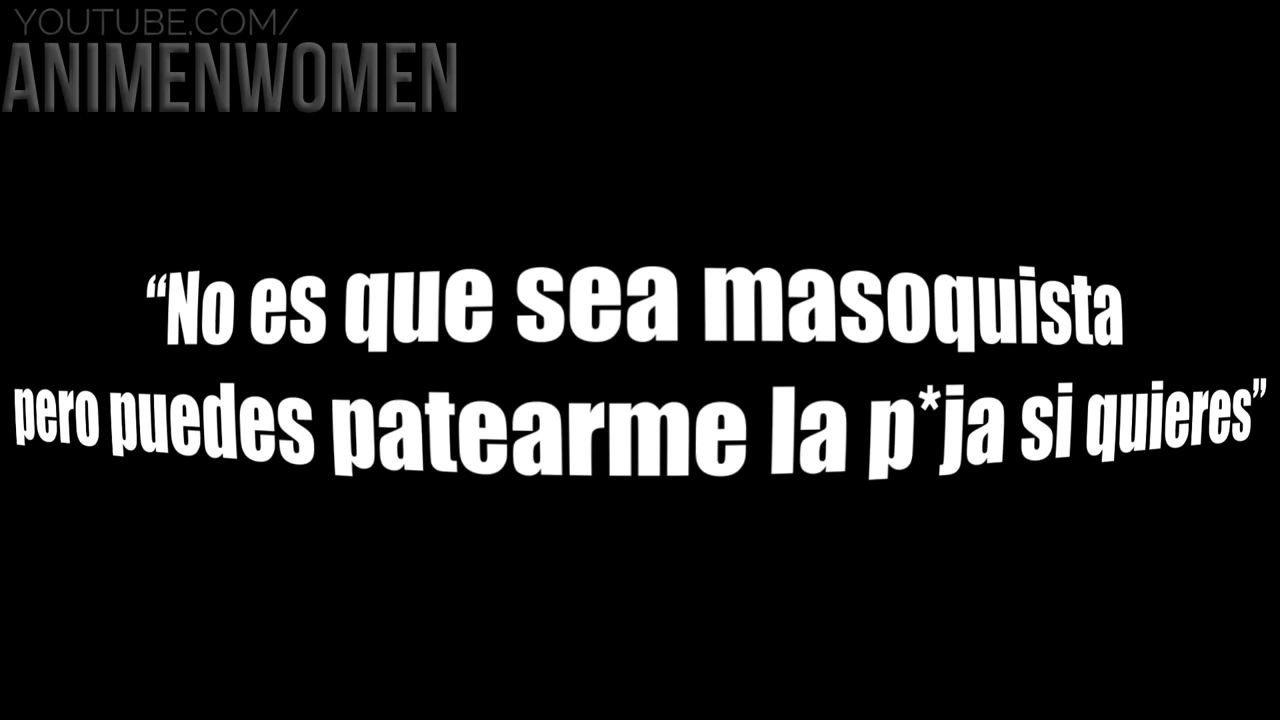 YOUTUBE.COM/
ANIMENWOMEN
“No es que sea masoquista
pero puedes patearme la p*ja si quieres”